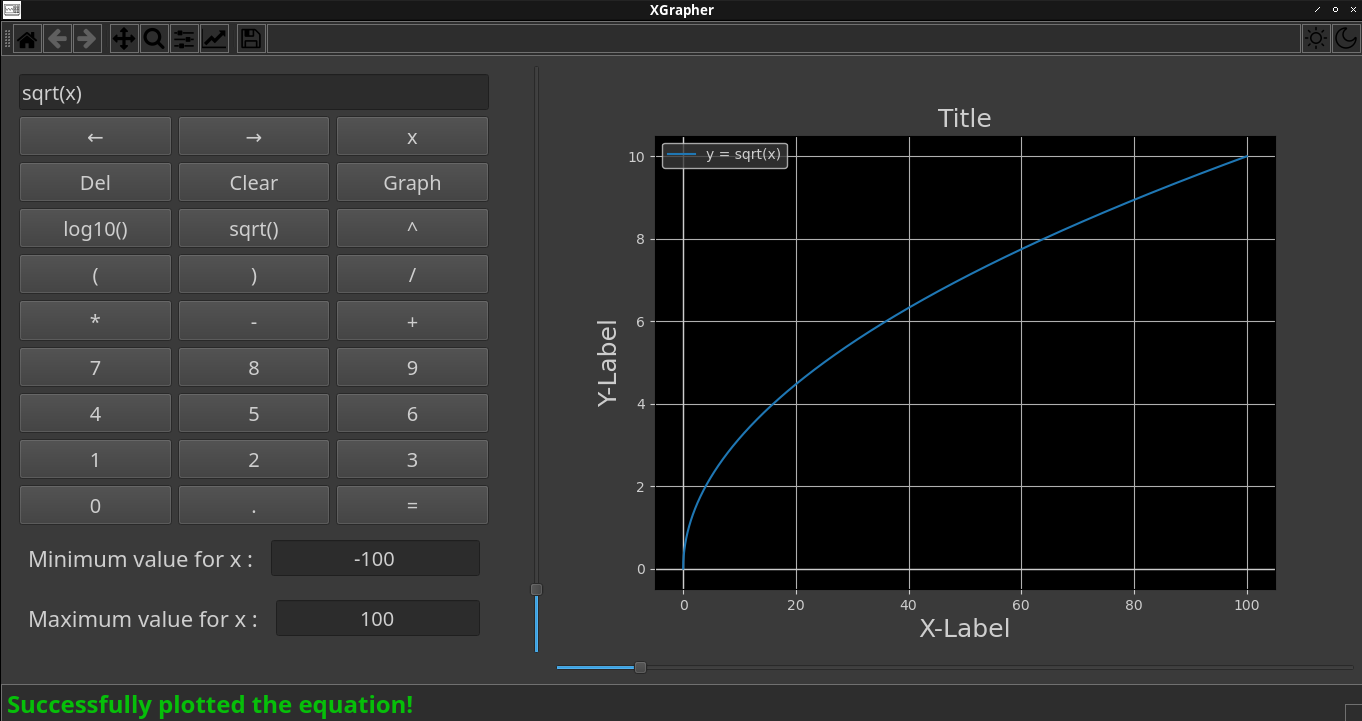 XGrapher
sqrt(x)
← → x
Del Clear Graph
log10() sqrt() ^
( ) /
* - +
7 8 9
4 5 6
1 2 3
0 . =
Minimum value for x : -100
Maximum value for x : 100
Title
y = sqrt(x)
Y-Label
10
8
6
4
2
0
0 20 40 60 80 100
X-Label
Successfully plotted the equation!